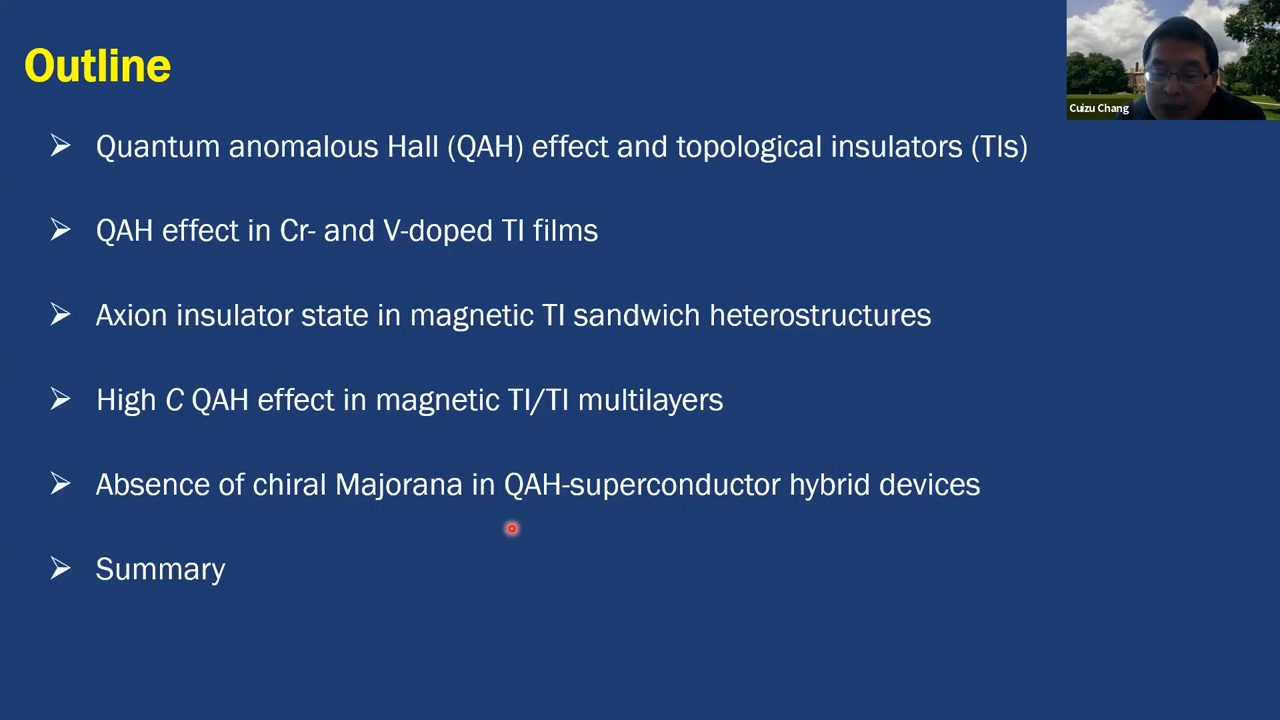 Outline
Cuizu Chang
➢ Quantum anomalous Hall (QAH) effect and topological insulators (TIs)
➢ QAH effect in Cr- and V-doped TI films
➢ Axion insulator state in magnetic TI sandwich heterostructures
➢ High C QAH effect in magnetic TI/TI multilayers
➢ Absence of chiral Majorana in QAH-superconductor hybrid devices
➢ Summary